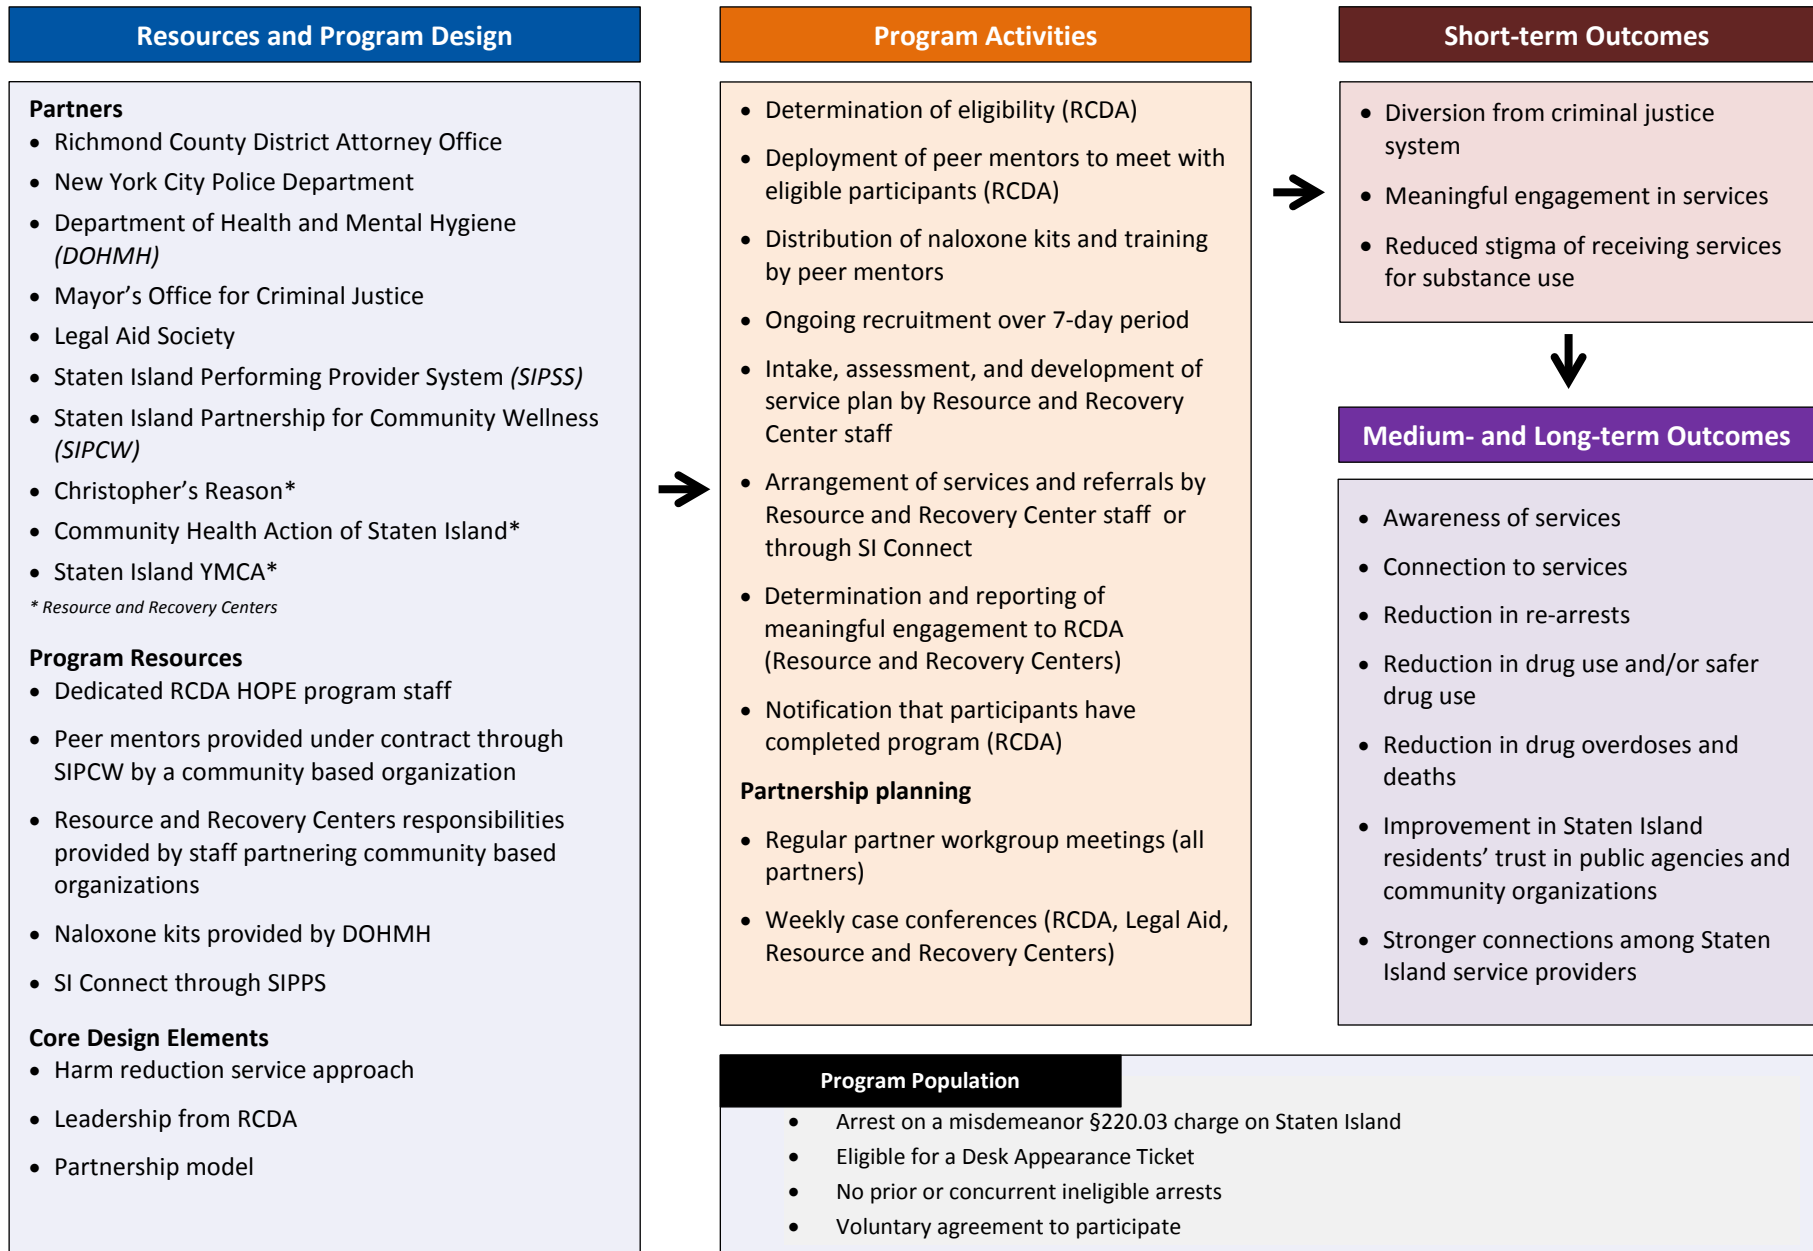 Resources and Program Design
Partners
• Richmond County District Attorney Office
• New York City Police Department
• Department of Health and Mental Hygiene
(DOHMH)
• Mayor’s Office for Criminal Justice
• Legal Aid Society
• Staten Island Performing Provider System (SIPSS)
• Staten Island Partnership for Community Wellness
(SIPCW)
• Christopher’s Reason*
• Community Health Action of Staten Island*
• Staten Island YMCA*
* Resource and Recovery Centers
Program Resources
• Dedicated RCDA HOPE program staff
• Peer mentors provided under contract through
SIPCW by a community based organization
• Resource and Recovery Centers responsibilities
provided by staff partnering community based
organizations
• Naloxone kits provided by DOHMH
• SI Connect through SIPPS
Core Design Elements
• Harm reduction service approach
• Leadership from RCDA
• Partnership model
Program Activities
• Determination of eligibility (RCDA)
• Deployment of peer mentors to meet with
eligible participants (RCDA)
• Distribution of naloxone kits and training
by peer mentors
• Ongoing recruitment over 7-day period
• Intake, assessment, and development of
service plan by Resource and Recovery
Center staff
• Arrangement of services and referrals by
Resource and Recovery Center staff or
through SI Connect
• Determination and reporting of
meaningful engagement to RCDA
(Resource and Recovery Centers)
• Notification that participants have
completed program (RCDA)
Partnership planning
• Regular partner workgroup meetings (all
partners)
• Weekly case conferences (RCDA, Legal Aid,
Resource and Recovery Centers)
Short-term Outcomes
• Diversion from criminal justice
system
• Meaningful engagement in services
• Reduced stigma of receiving services
for substance use
Medium- and Long-term Outcomes
• Awareness of services
• Connection to services
• Reduction in re-arrests
• Reduction in drug use and/or safer
drug use
• Reduction in drug overdoses and
deaths
• Improvement in Staten Island
residents’ trust in public agencies and
community organizations
• Stronger connections among Staten
Island service providers
Program Population
• Arrest on a misdemeanor §220.03 charge on Staten Island
• Eligible for a Desk Appearance Ticket
• No prior or concurrent ineligible arrests
• Voluntary agreement to participate